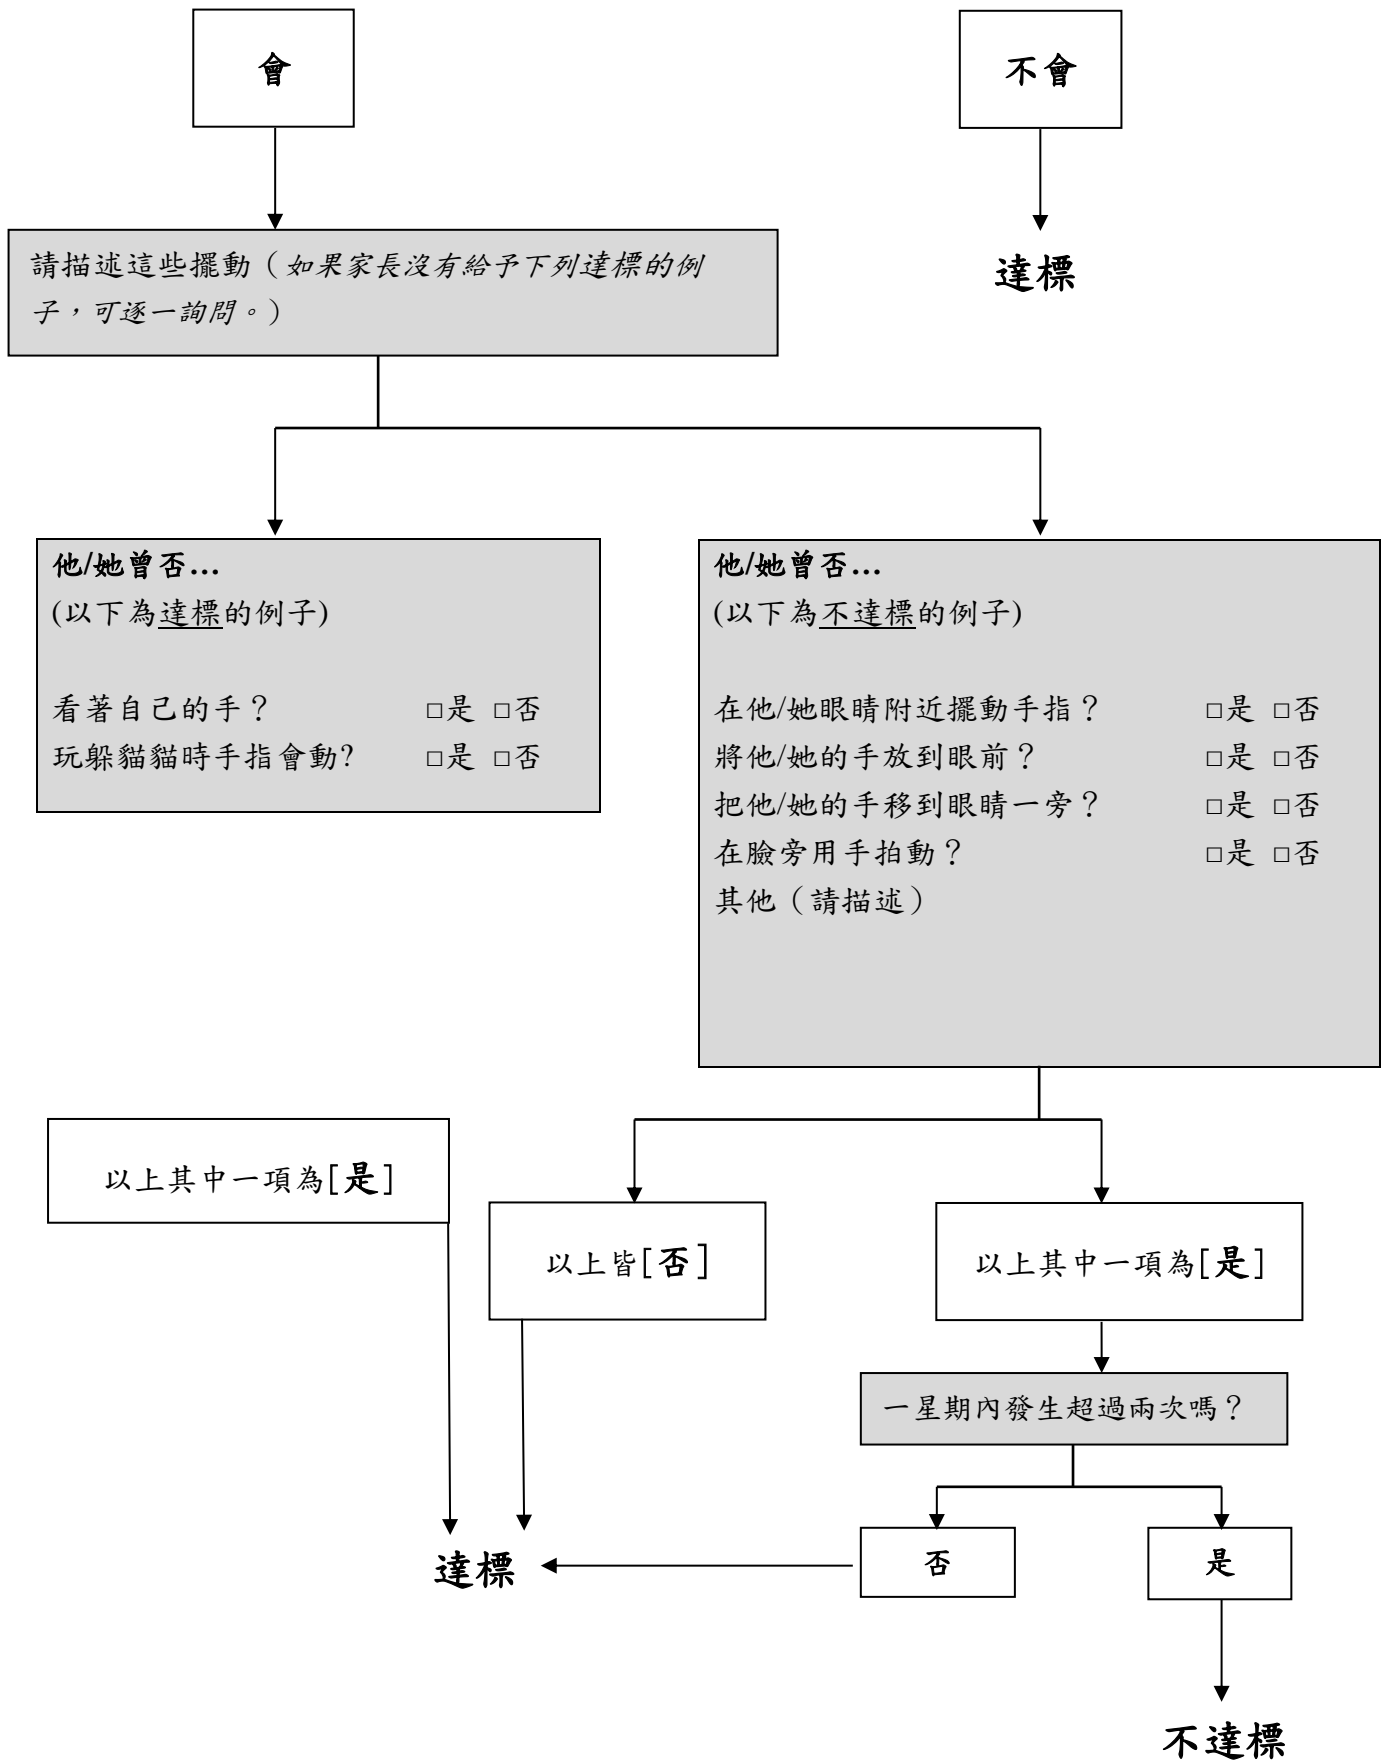 會
不會
達標
請描述這些擺動（如果家長沒有給予下列達標的例
子，可逐一詢問。）
他/她曾否…
(以下為達標的例子)
看著自己的手？ □是 □否
玩躲貓貓時手指會動? □是 □否
他/她曾否…
(以下為不達標的例子)
在他/她眼睛附近擺動手指？ □是 □否
將他/她的手放到眼前？ □是 □否
把他/她的手移到眼睛一旁？ □是 □否
在臉旁用手拍動？ □是 □否
其他（請描述）
以上其中一項為[是]
以上皆[否]
以上其中一項為[是]
一星期內發生超過兩次嗎？
達標
否
是
不達標